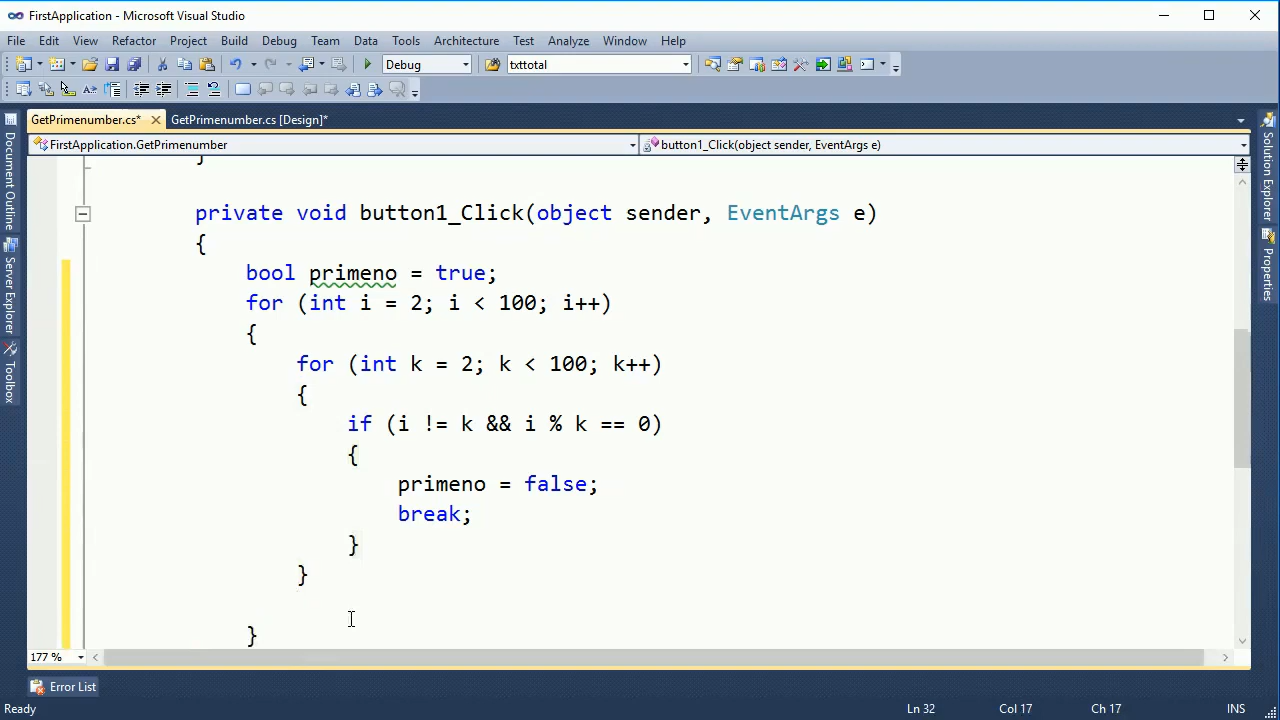 FirstApplication - Microsoft Visual Studio
File Edit View Refactor Project Build Debug Team Data Tools Architecture Test Analyze Window Help
Debug txttotal
GetPrimenumber.cs* GetPrimenumber.cs [Design]*
FirstApplication.GetPrimenumber button1_Click(object sender, EventArgs e)
}
private void button1_Click(object sender, EventArgs e)
{
bool primeno = true;
for (int i = 2; i < 100; i++)
{
for (int k = 2; k < 100; k++)
{
if (i != k && i % k == 0)
{
primeno = false;
break;
}
}
}
177 %
Error List
Ready Ln 32 Col 17 Ch 17 INS
Document Outline
Server Explorer
Toolbox
Solution Explorer
Properties